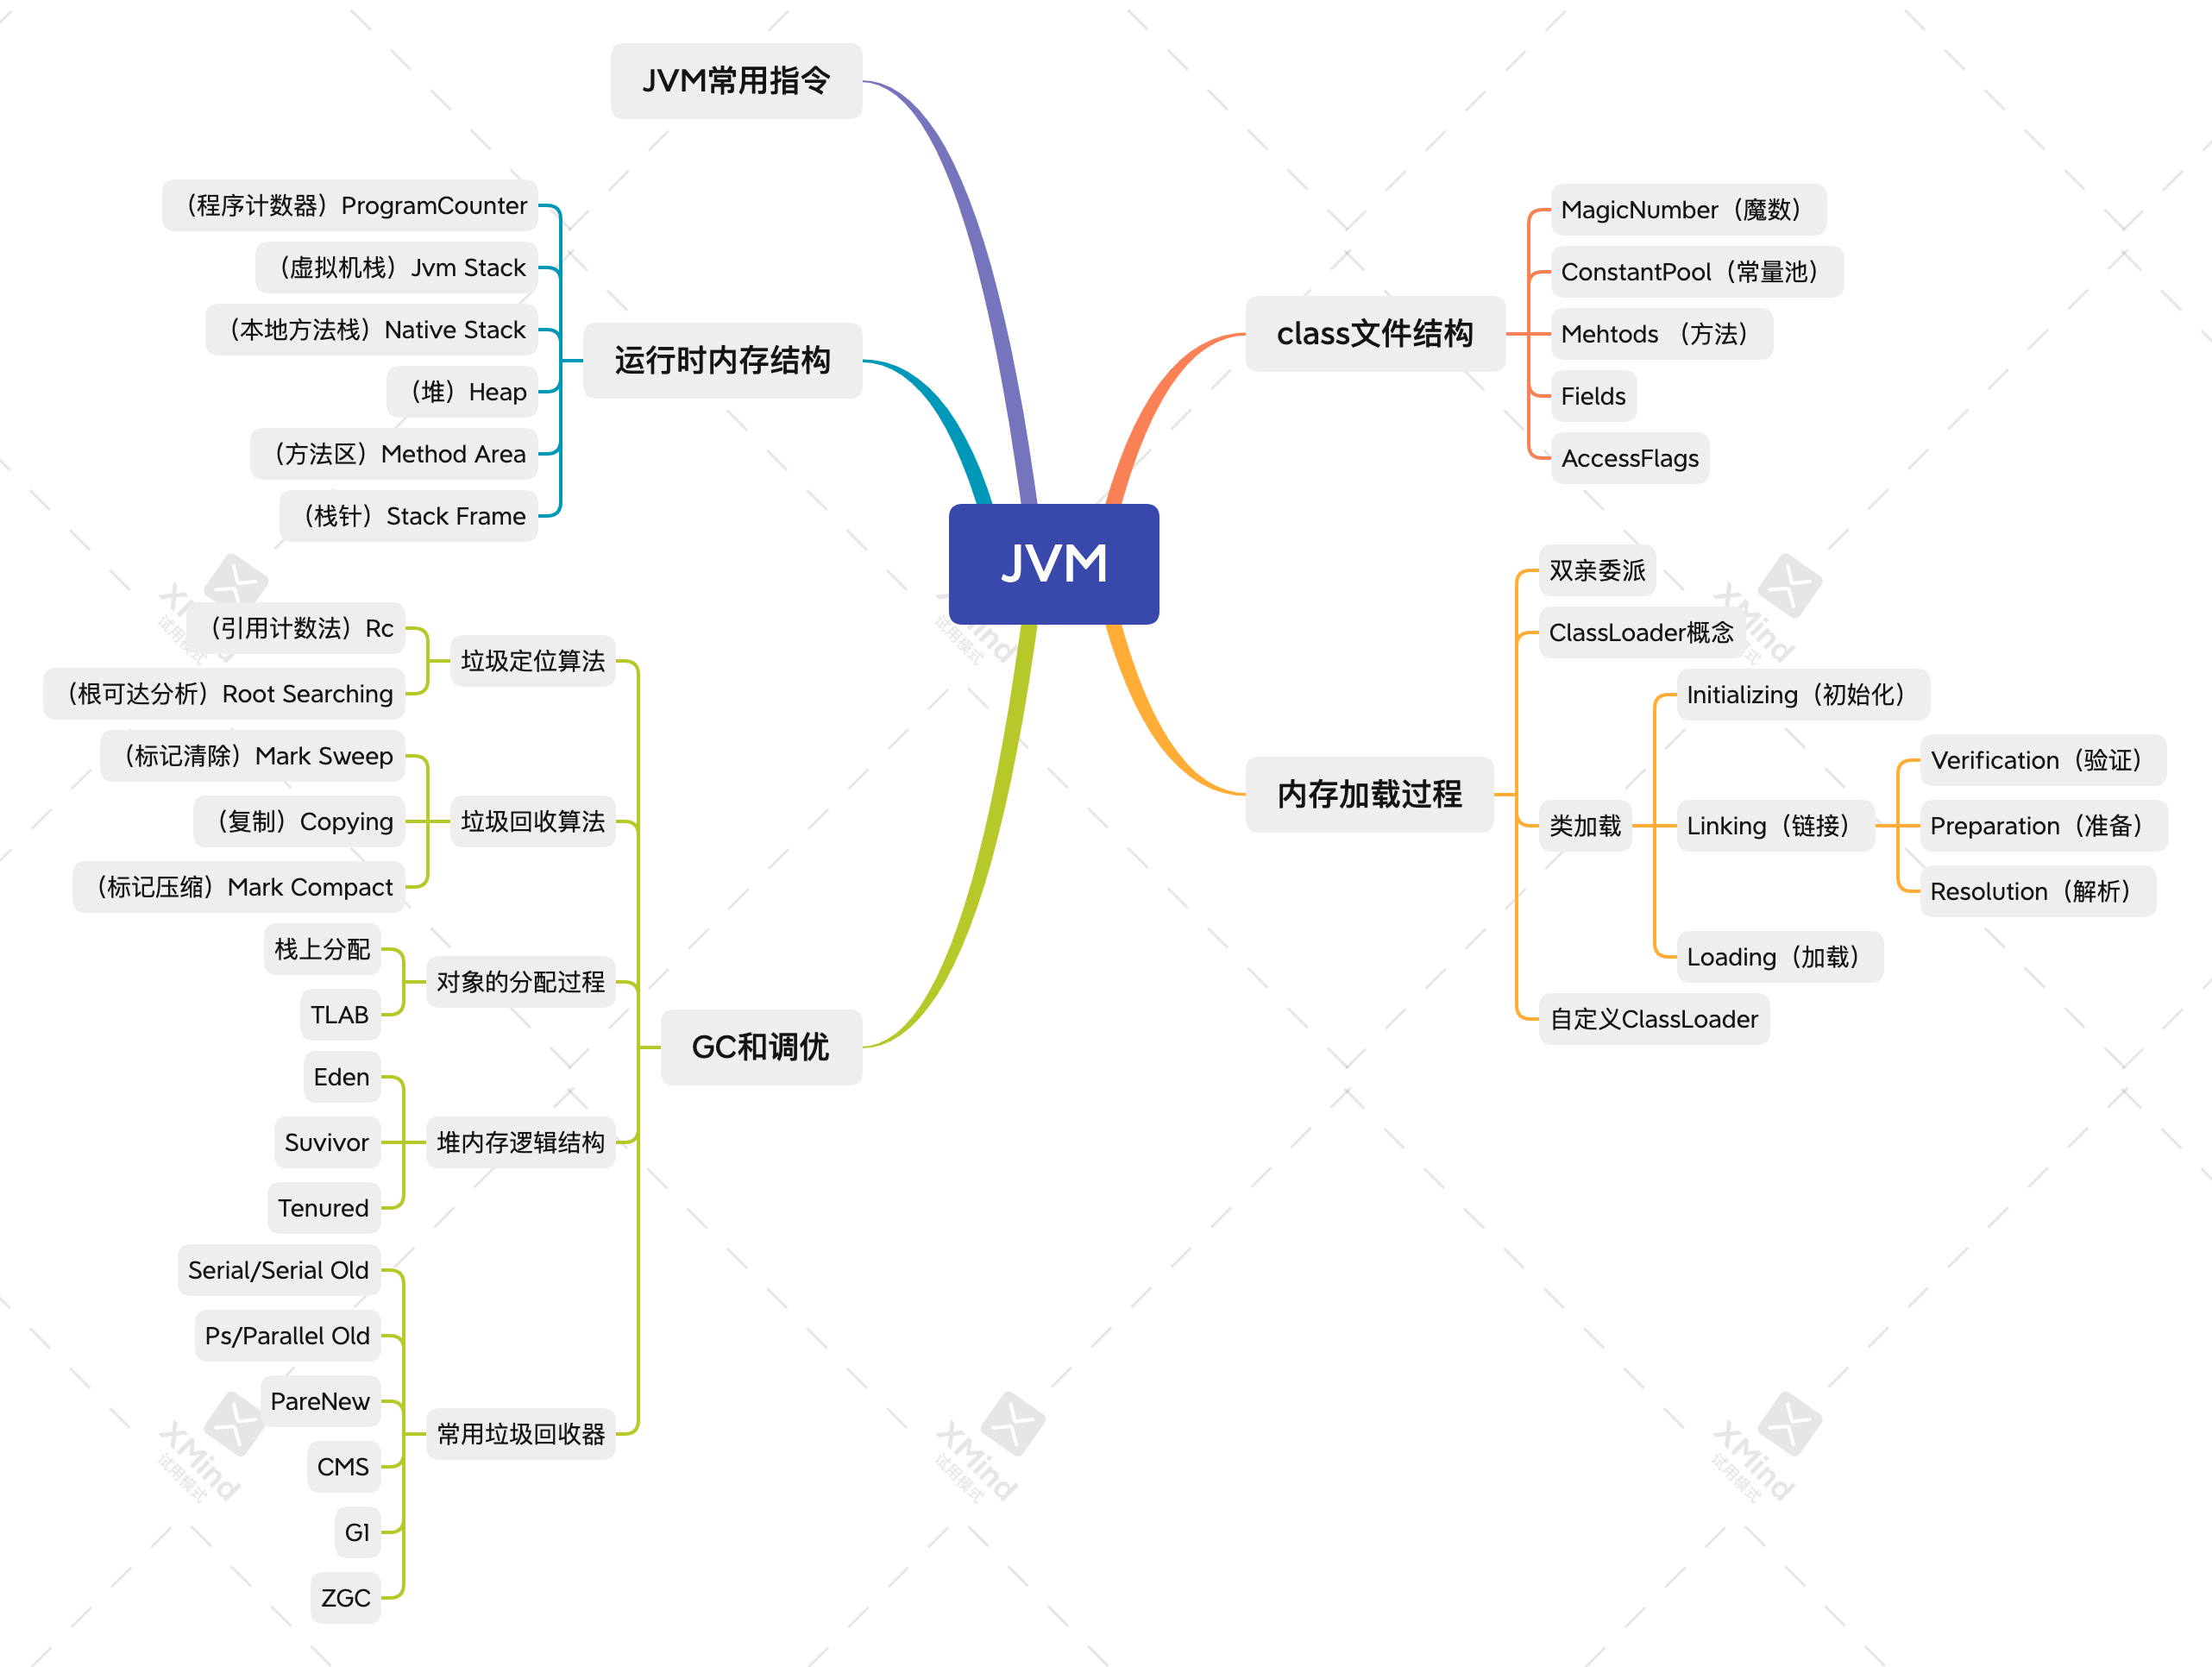 JVM
JVM常用指令
运行时内存结构
（程序计数器）ProgramCounter
（虚拟机栈）Jvm Stack
（本地方法栈）Native Stack
（堆）Heap
（方法区）Method Area
（栈针）Stack Frame
GC和调优
垃圾定位算法
（引用计数法）Rc
（根可达分析）Root Searching
垃圾回收算法
（标记清除）Mark Sweep
（复制）Copying
（标记压缩）Mark Compact
对象的分配过程
栈上分配
TLAB
堆内存逻辑结构
Eden
Suvivor
Tenured
常用垃圾回收器
Serial/Serial Old
Ps/Parallel Old
PareNew
CMS
G1
ZGC
class文件结构
MagicNumber（魔数）
ConstantPool（常量池）
Mehtods （方法）
Fields
AccessFlags
内存加载过程
双亲委派
ClassLoader概念
类加载
Initializing（初始化）
Linking（链接）
Verification（验证）
Preparation（准备）
Resolution（解析）
Loading（加载）
自定义ClassLoader
XMind
试用模式
XMind
试用模式
XMind
试用模式
XMind
试用模式
XMind
试用模式
XMind
试用模式